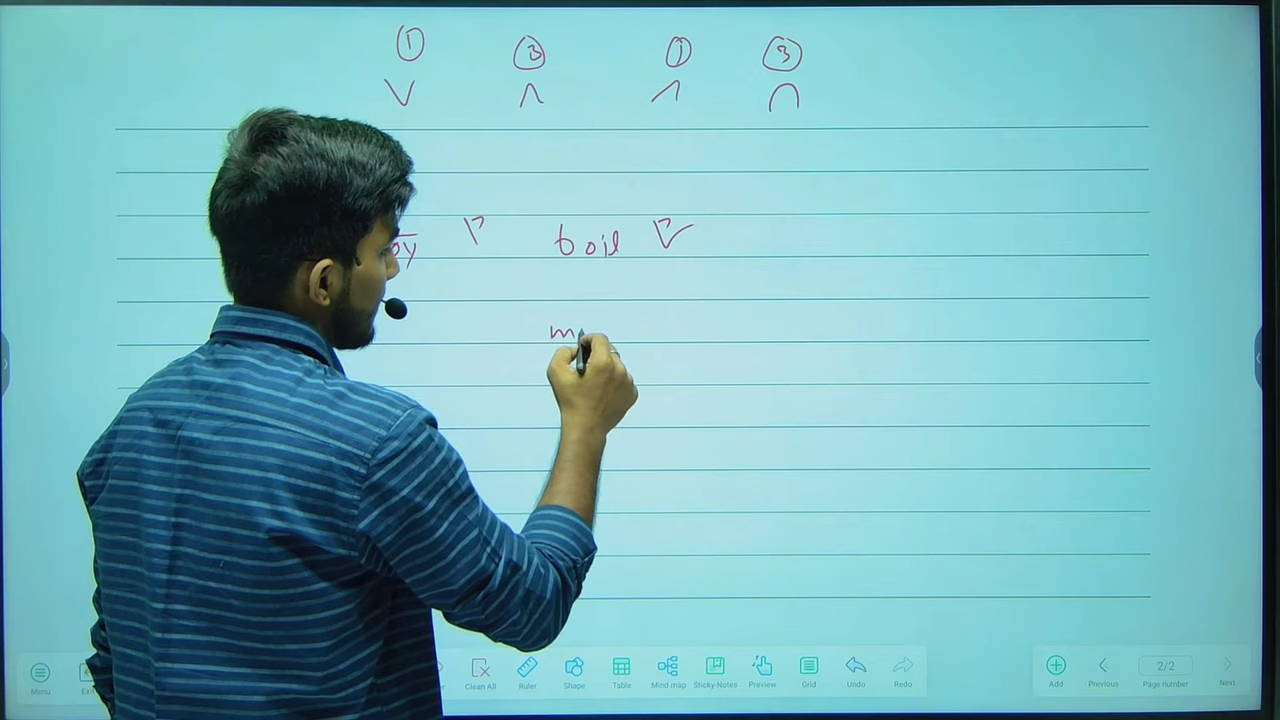 ① ③ ① ③
oy boil
m
Menu Clean All Ruler Shape Table Mind map Sticky-Notes Preview Grid Undo Redo Add Previous 2/2 Page number Next